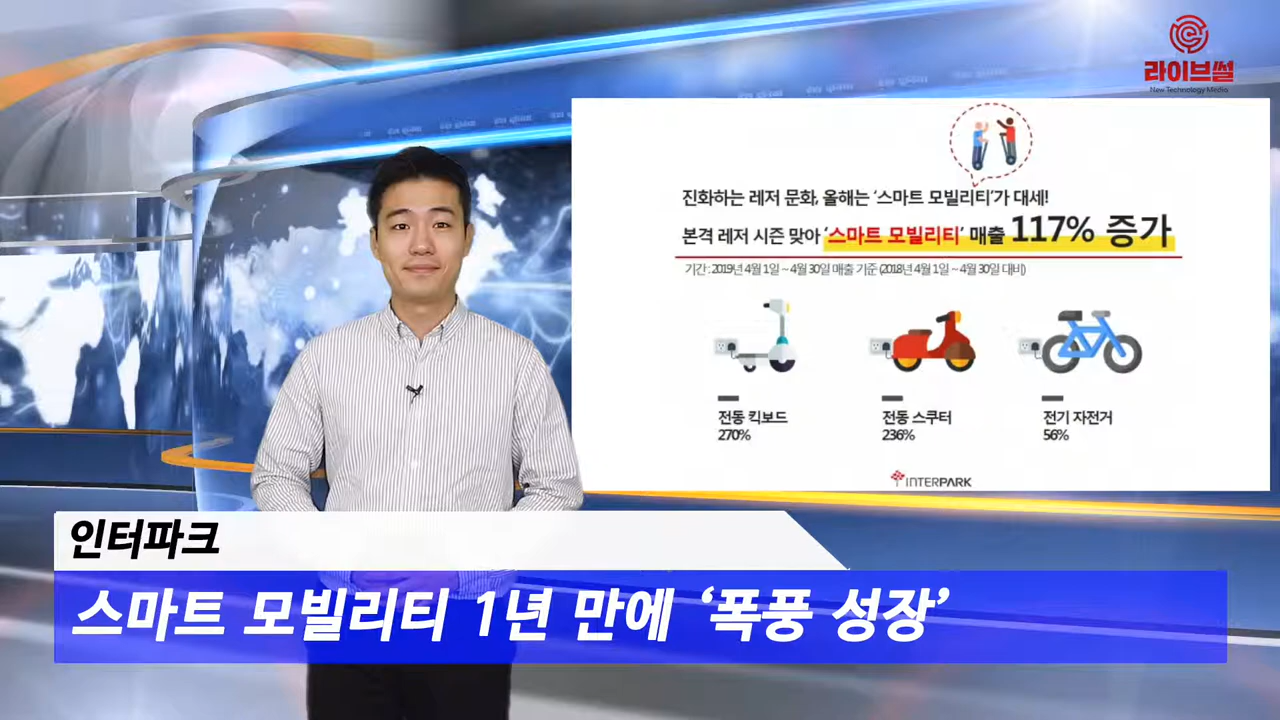 라이브썰
New Technology Media
진화하는 레저 문화, 올해는 ‘스마트 모빌리티’가 대세!
본격 레저 시즌 맞아 ‘스마트 모빌리티’ 매출 117% 증가
기간 : 2019년 4월 1일 ~ 4월 30일 매출 기준 (2018년 4월 1일 ~ 4월 30일 대비)
전동 킥보드
270%
전동 스쿠터
236%
전기 자전거
56%
INTERPARK
인터파크
스마트 모빌리티 1년 만에 ‘폭풍 성장’